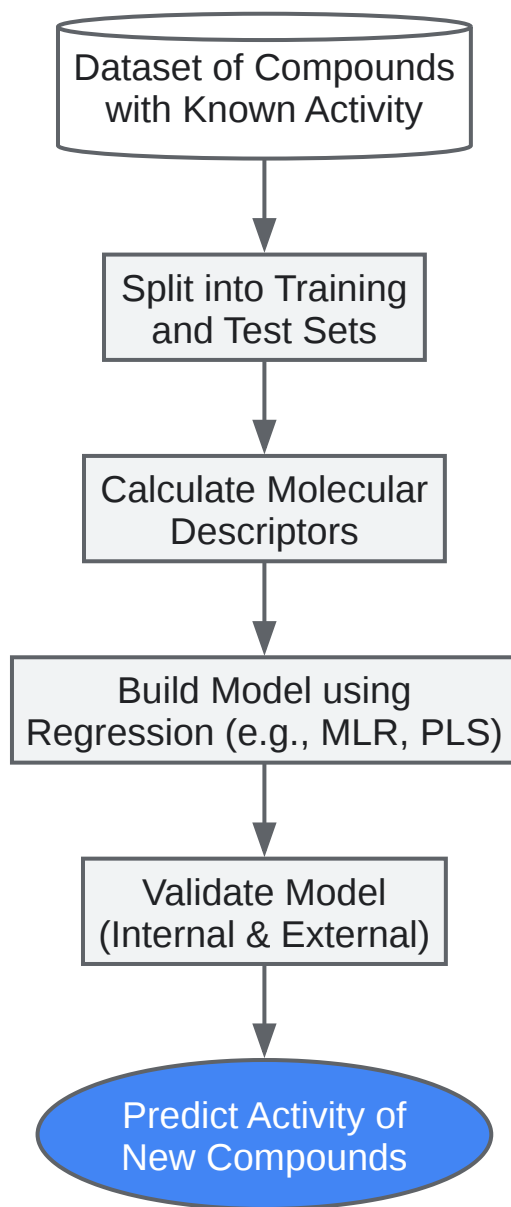 Dataset of Compounds
with Known Activity
Split into Training
and Test Sets
Calculate Molecular
Descriptors
Build Model using
Regression (e.g., MLR, PLS)
Validate Model
(Internal & External)
Predict Activity of
New Compounds